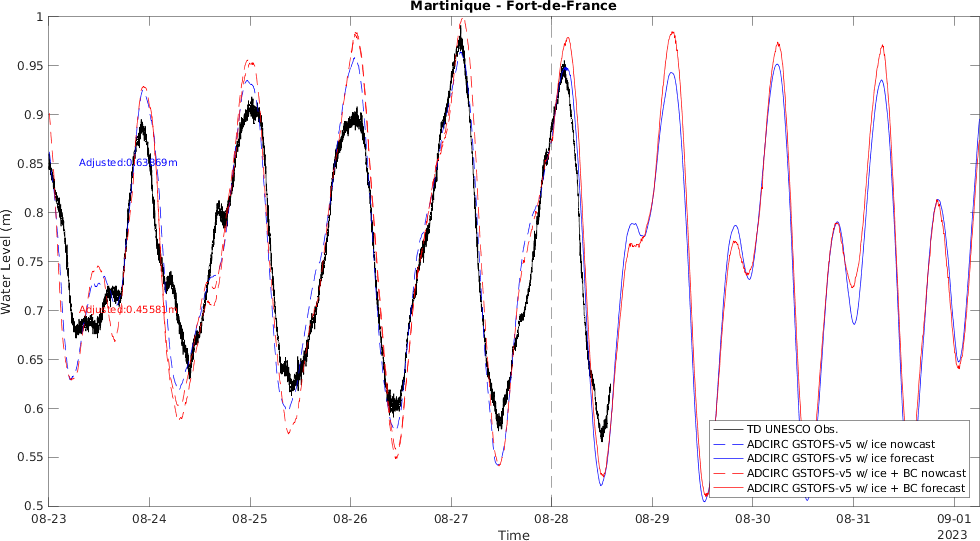 Martinique - Fort-de-France
1
0.95
0.9
0.85
0.8
0.75
0.7
0.65
0.6
0.55
0.5
Water Level (m)
Adjusted:0.63869m
Adjusted:0.45581m
TD UNESCO Obs.
ADCIRC GSTOFS-v5 w/ ice nowcast
ADCIRC GSTOFS-v5 w/ ice forecast
ADCIRC GSTOFS-v5 w/ ice + BC nowcast
ADCIRC GSTOFS-v5 w/ ice + BC forecast
08-23 08-24 08-25 08-26 08-27 08-28 08-29 08-30 08-31 09-01
2023
Time